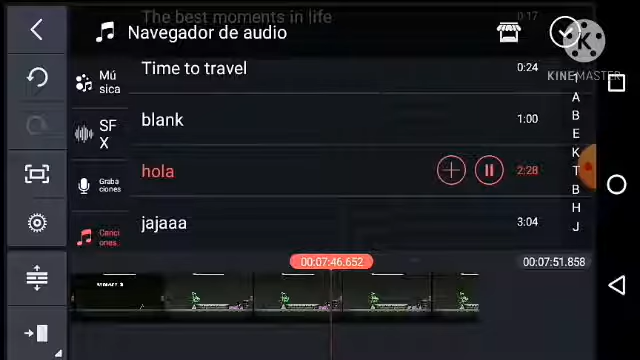 The best moments in life
0:17
Navegador de audio
KINEMASTER
Time to travel
0:24
Mú
sica
blank
1:00
SF
X
hola
2:28
Graba
ciones
jajaaa
3:04
Canci
ones
A
B
E
K
T
B
H
J
00:07:46.652
00:07:51.858